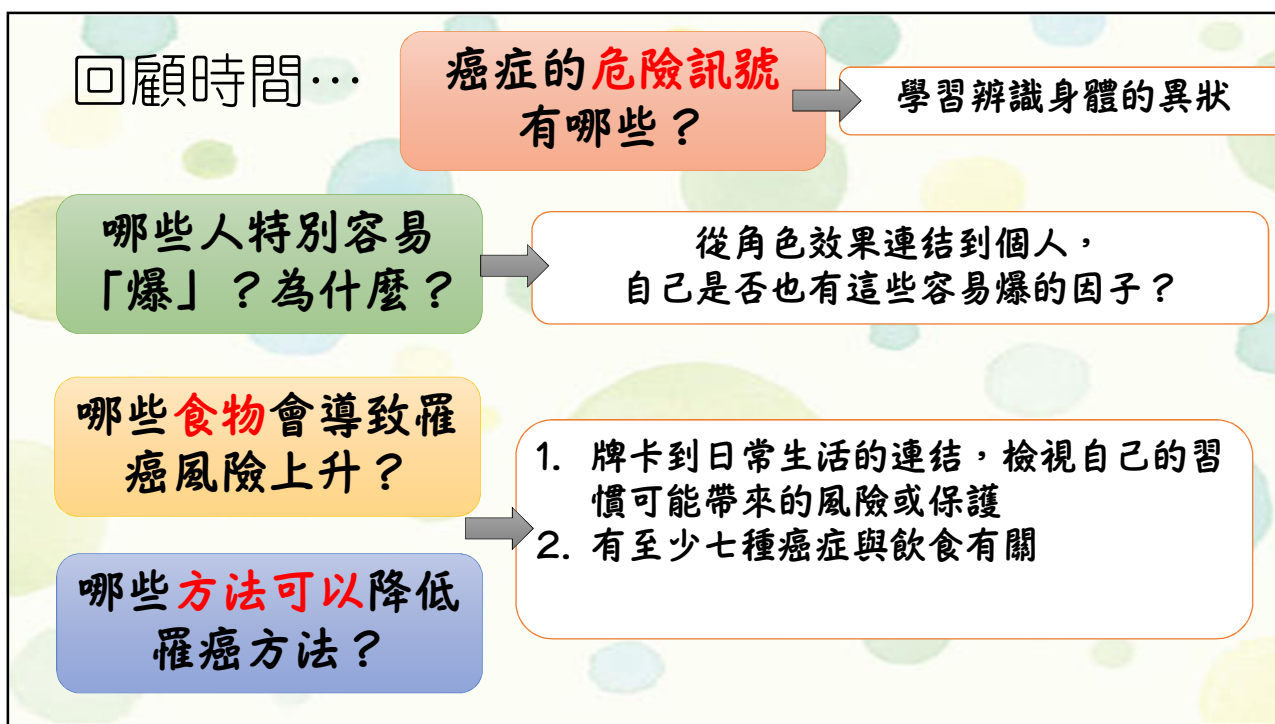 回顧時間…
癌症的危險訊號
有哪些？
學習辨識身體的異狀
哪些人特別容易
「爆」？為什麼？
從角色效果連结到個人，
自己是否也有這些容易爆的因子？
哪些食物會導致罹
癌風險上升？
1. 牌卡到日常生活的連结，檢視自己的習
慣可能帶來的風險或保護
2. 有至少七種癌症與飲食有關
哪些方法可以降低
罹癌方法？